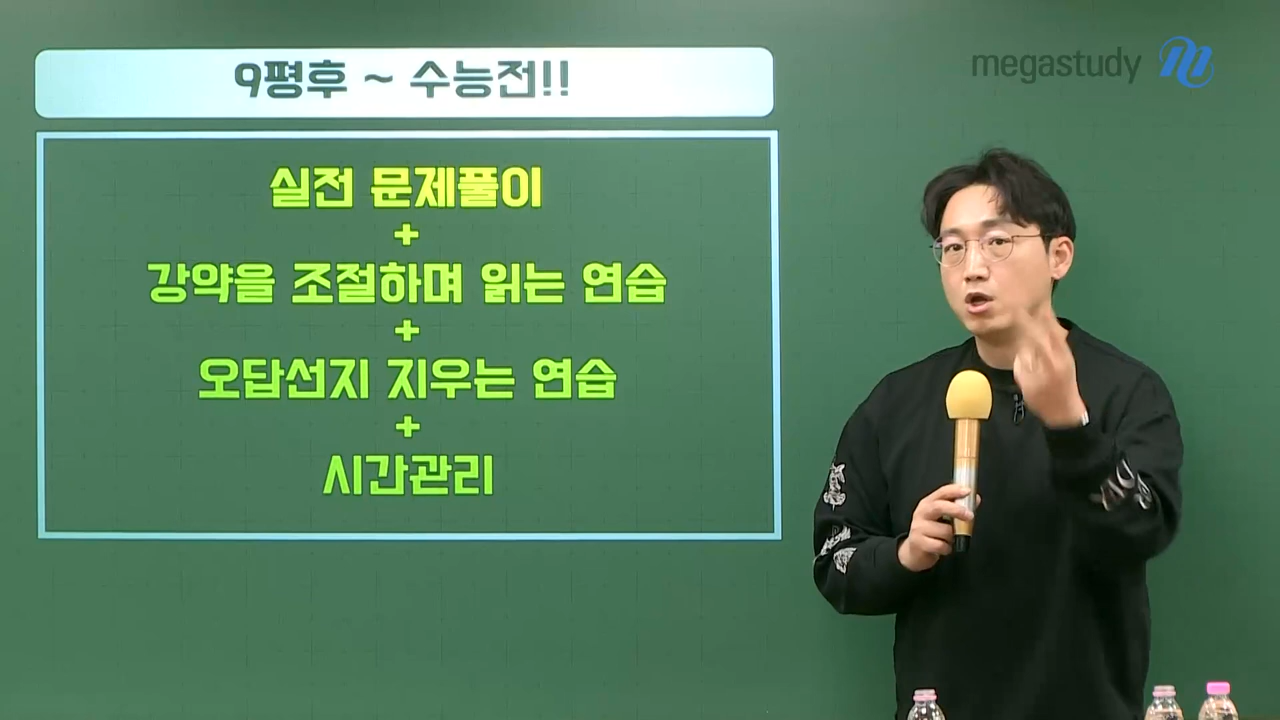 9평후 ~ 수능전!!
megastudy
실전 문제풀이
+
강약을 조절하며 읽는 연습
+
오답선지 지우는 연습
+
시간관리